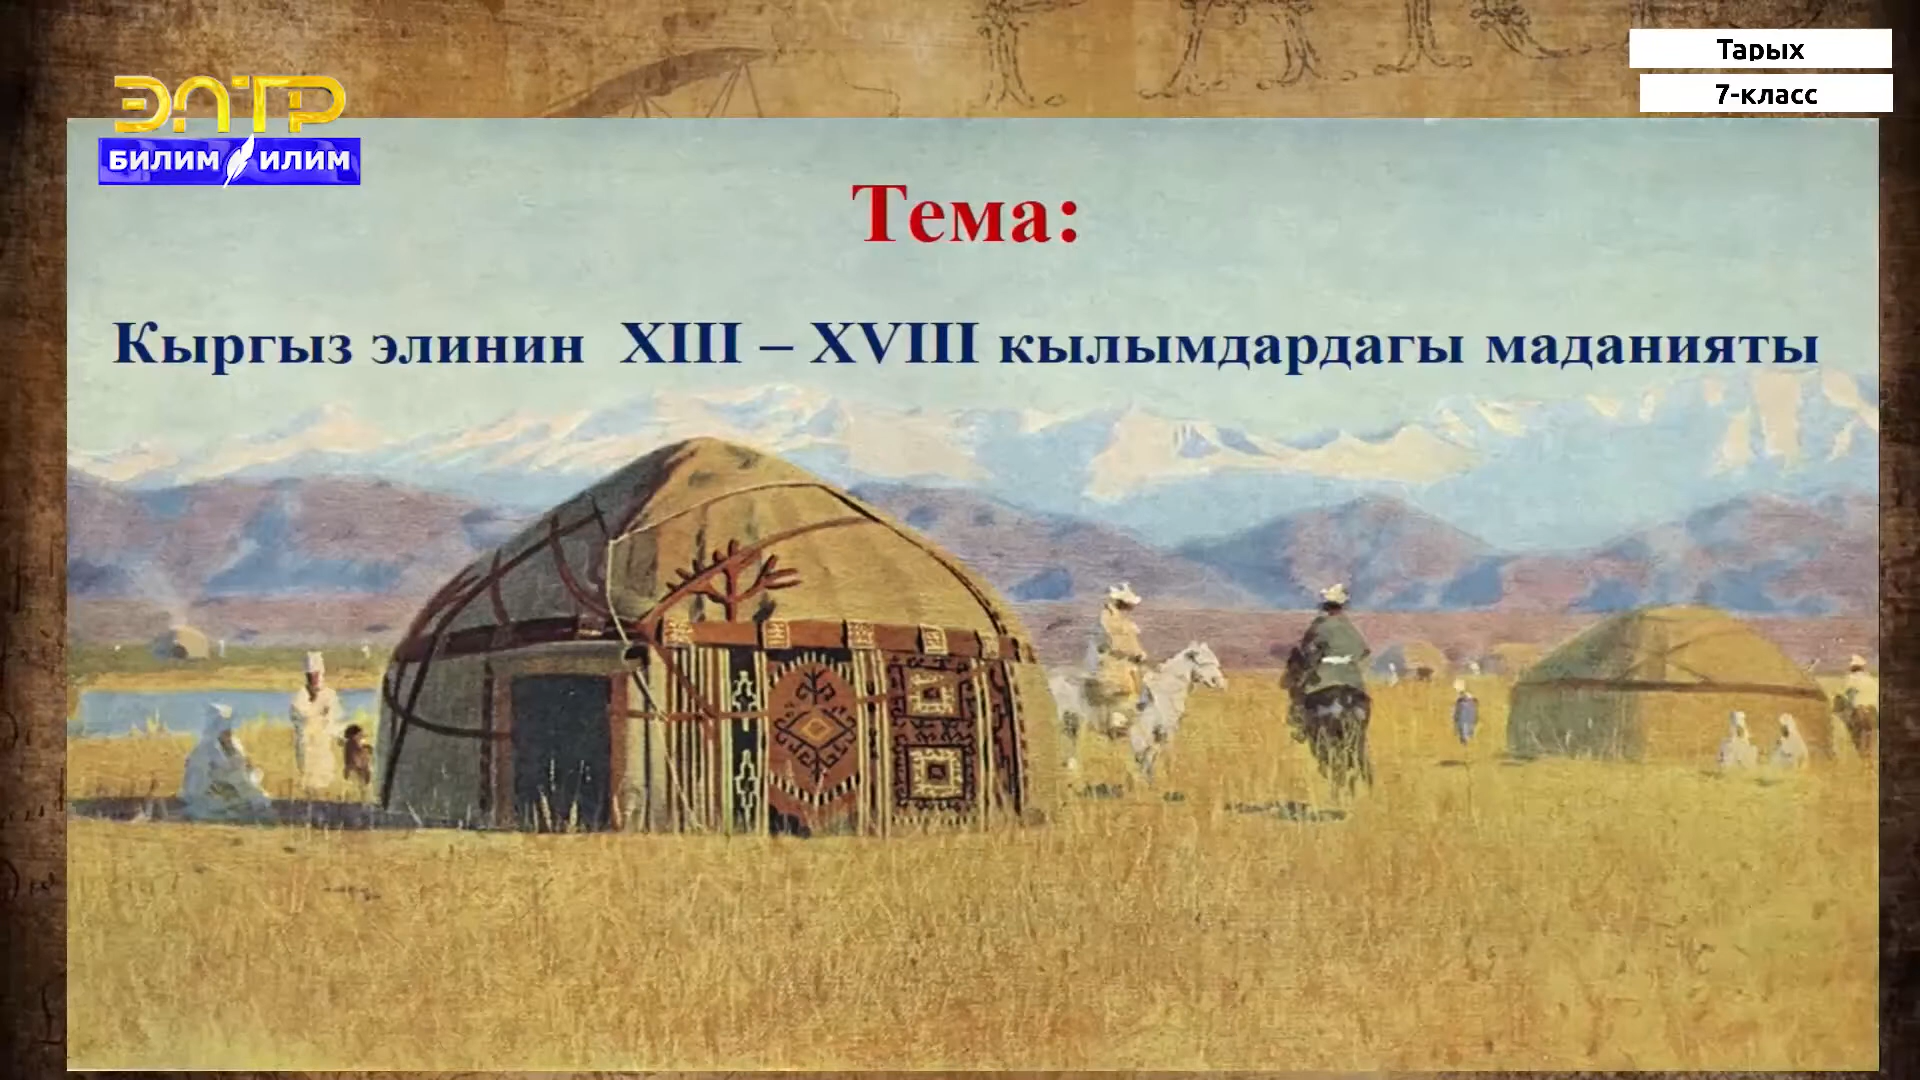 Тарых
7-класс
ЭЛТР
БИЛИМ ИЛИМ
Тема:
Кыргыз элинин XIII – XVIII кылымдардагы маданияты